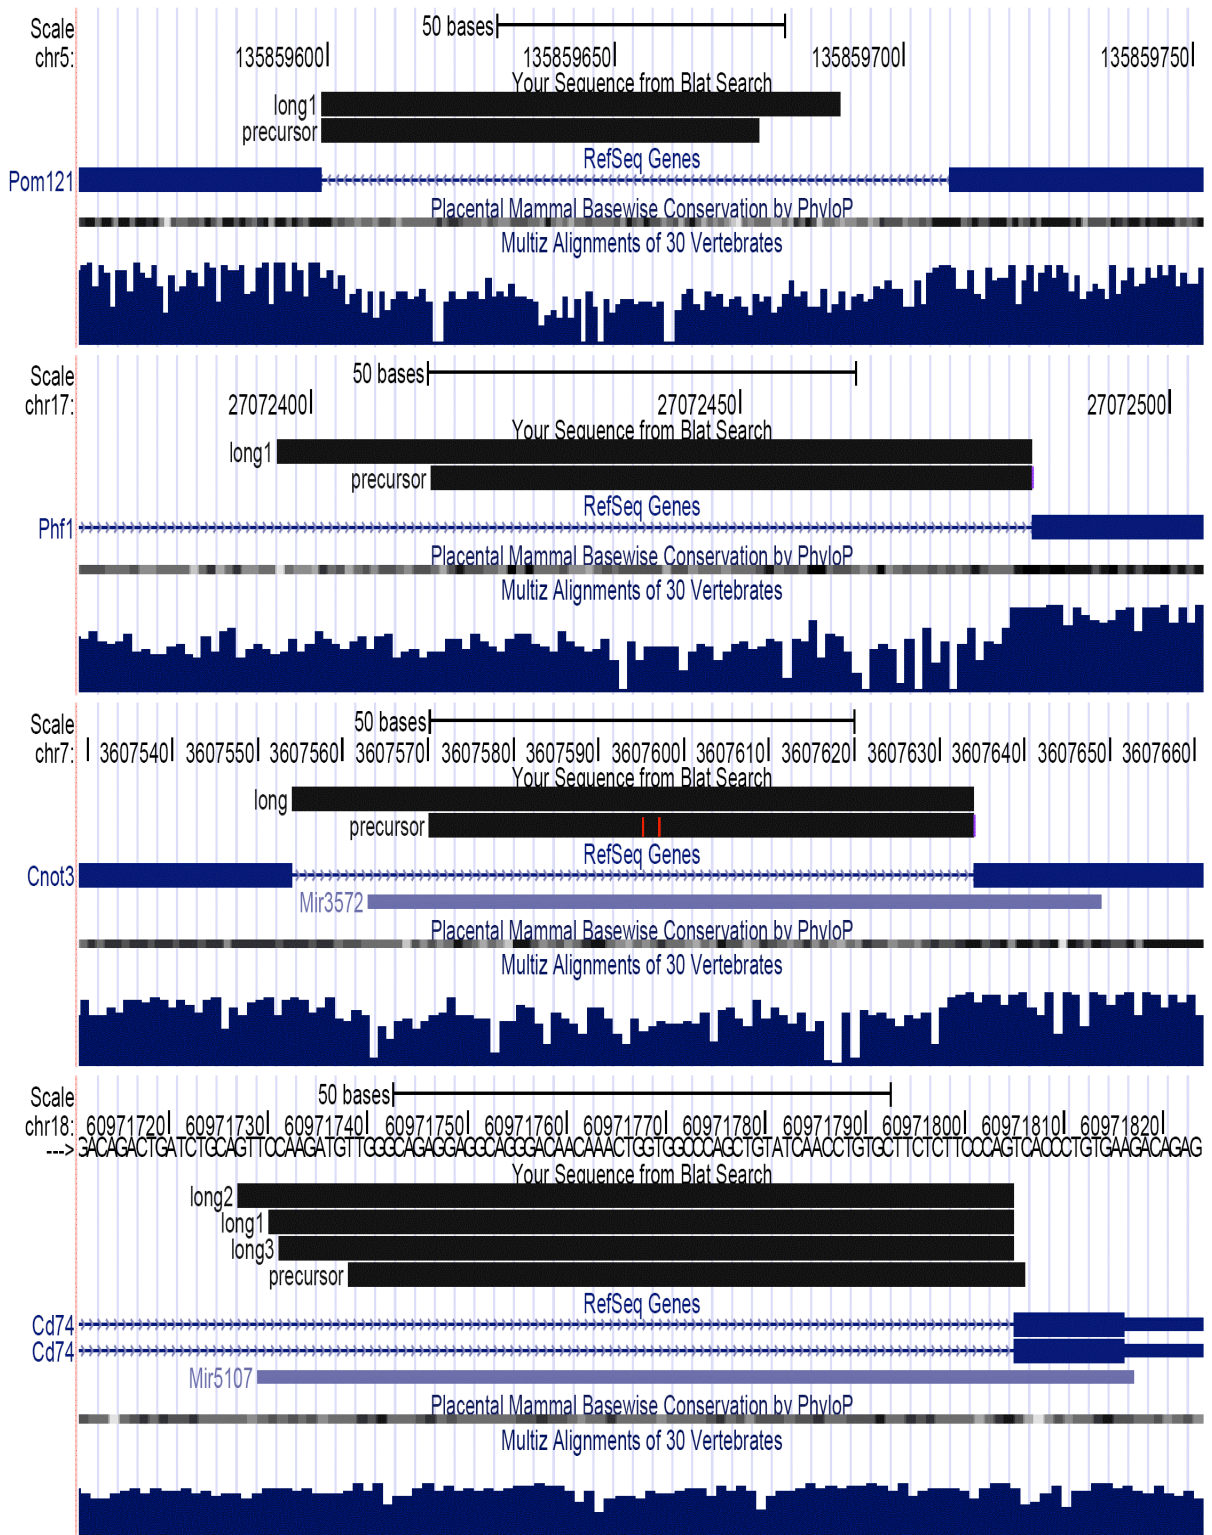 Scale 50 bases
chr5: 135859600 135859650 135859700 135859750
Your Sequence from Blat Search
long1
precursor
RefSeq Genes
Pom121
Placental Mammal Basewise Conservation by PhyloP
Multiz Alignments of 30 Vertebrates
Scale 50 bases
chr17: 27072400 27072450 27072500
Your Sequence from Blat Search
long1
precursor
RefSeq Genes
Phf1
Placental Mammal Basewise Conservation by PhyloP
Multiz Alignments of 30 Vertebrates
Scale 50 bases
chr7: 3607540 3607550 3607560 3607570 3607580 3607590 3607600 3607610 3607620 3607630 3607640 3607650 3607660
Your Sequence from Blat Search
long
precursor
RefSeq Genes
Cnot3
Mir3572
Placental Mammal Basewise Conservation by PhyloP
Multiz Alignments of 30 Vertebrates
Scale 50 bases
chr18: 60971720 60971730 60971740 60971750 60971760 60971770 60971780 60971790 60971800 60971810 60971820
---> GACAGACTGATCTGCAGTTCCAAGATGTTGGGCAGAGGAGGCAGGGACAACAAACTGGTGGCCCAGCTGTATCAACCTGTGCTTCTCTTCCCAGTCACCCTGTGAAGACAGAG
Your Sequence from Blat Search
long2
long1
long3
precursor
RefSeq Genes
Cd74
Cd74
Mir5107
Placental Mammal Basewise Conservation by PhyloP
Multiz Alignments of 30 Vertebrates